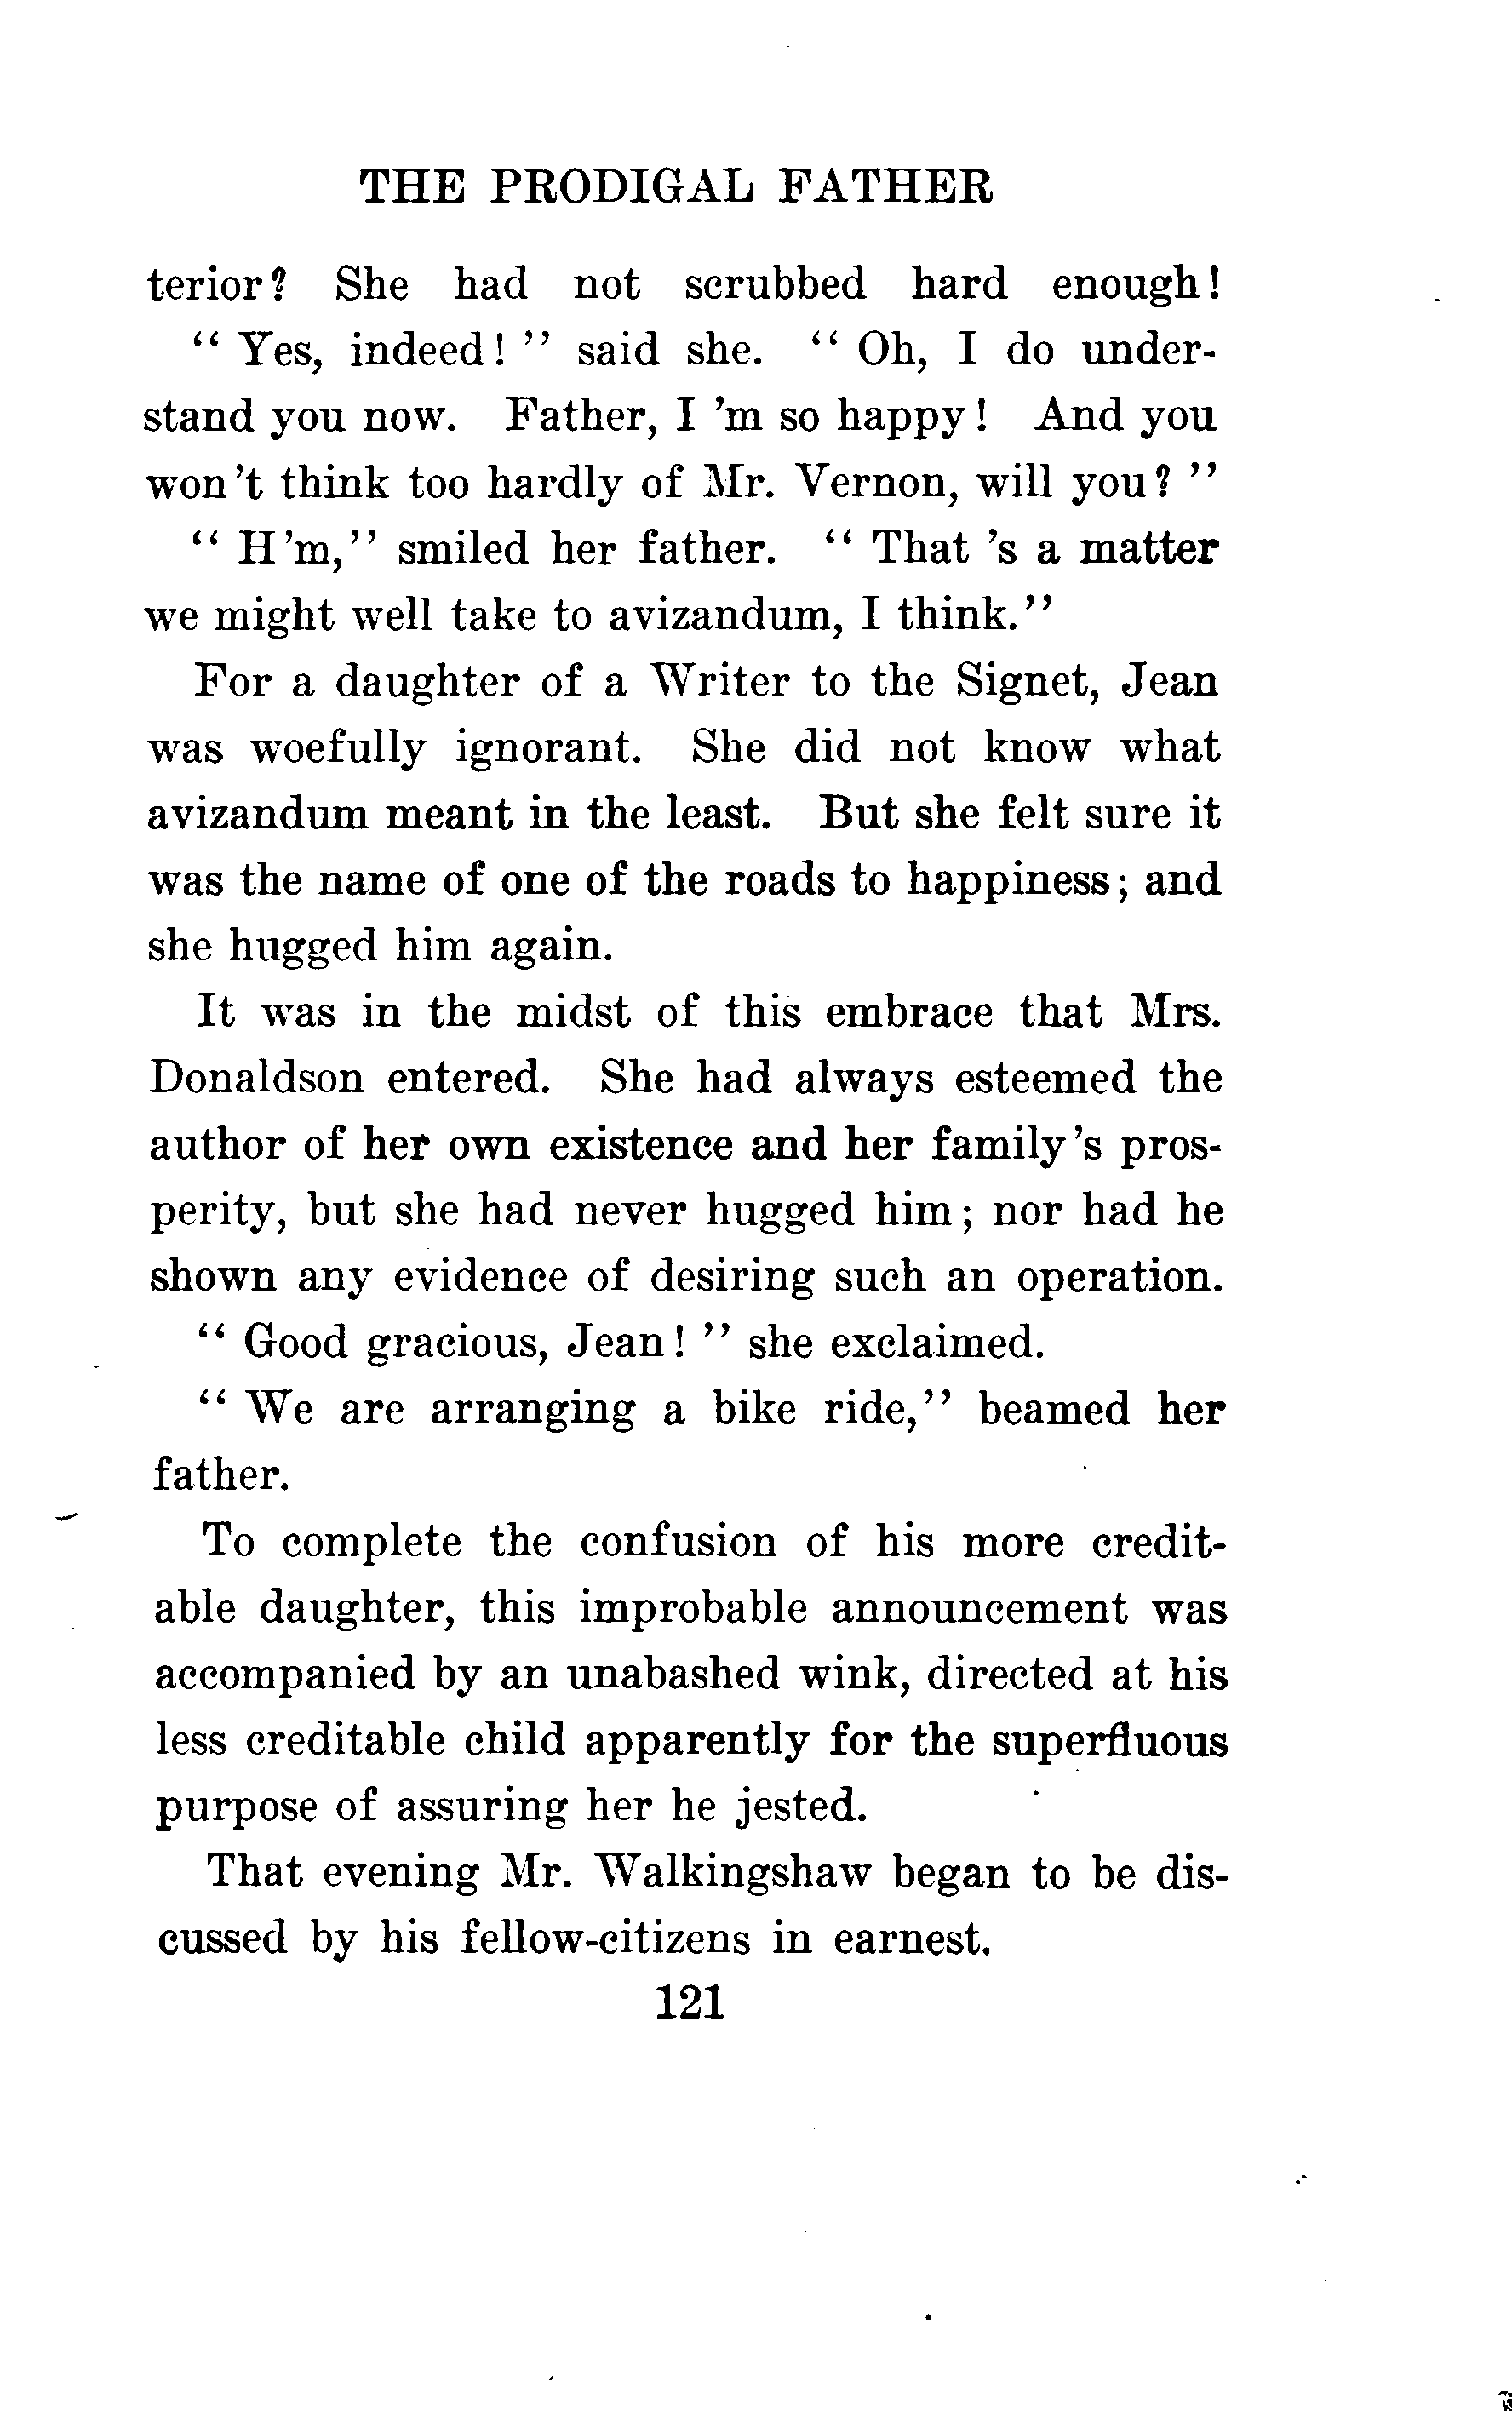 THE PRODIGAL FATHER
terior? She had not scrubbed hard enough!
“ Yes, indeed! ” said she. “ Oh, I do under-
stand you now. Father, I 'm so happy! And you
won't think too hardly of Mr. Vernon, will you? ”
“ H'm,” smiled her father. “ That 's a matter
we might well take to avizandum, I think.”
For a daughter of a Writer to the Signet, Jean
was woefully ignorant. She did not know what
avizandum meant in the least. But she felt sure it
was the name of one of the roads to happiness; and
she hugged him again.
It was in the midst of this embrace that Mrs.
Donaldson entered. She had always esteemed the
author of her own existence and her family's pros-
perity, but she had never hugged him; nor had he
shown any evidence of desiring such an operation.
“ Good gracious, Jean! ” she exclaimed.
“ We are arranging a bike ride,” beamed her
father.
To complete the confusion of his more credit-
able daughter, this improbable announcement was
accompanied by an unabashed wink, directed at his
less creditable child apparently for the superfluous
purpose of assuring her he jested.
That evening Mr. Walkingshaw began to be dis-
cussed by his fellow-citizens in earnest.
121